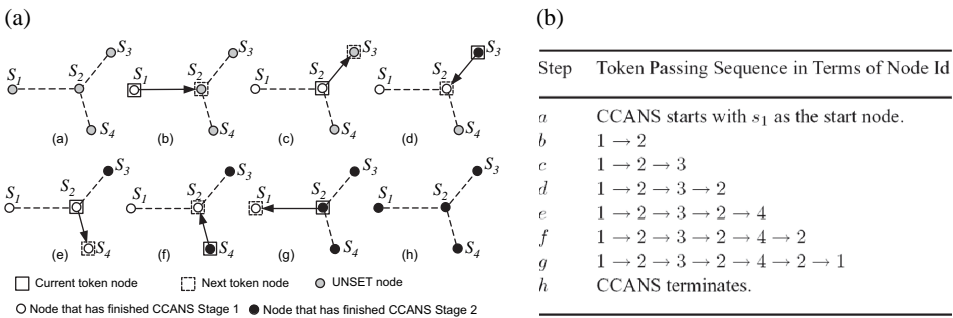 (a)
S1 S2 S3 S4 (a)
S1 S2 S4 (b)
S2 S3 S4 (c)
S2 S3 S4 (d)
S1 S2 S3 S4 (e)
S2 S3 S4 (f)
S1 S2 S3 S4 (g)
S1 S2 S3 S4 (h)
Current token node Next token node UNSET node
Node that has finished CCANS Stage 1 Node that has finished CCANS Stage 2
(b)
Step Token Passing Sequence in Terms of Node Id
a CCANS starts with s1 as the start node.
b 1 → 2
c 1 → 2 → 3
d 1 → 2 → 3 → 2
e 1 → 2 → 3 → 2 → 4
f 1 → 2 → 3 → 2 → 4 → 2
g 1 → 2 → 3 → 2 → 4 → 2 → 1
h CCANS terminates.